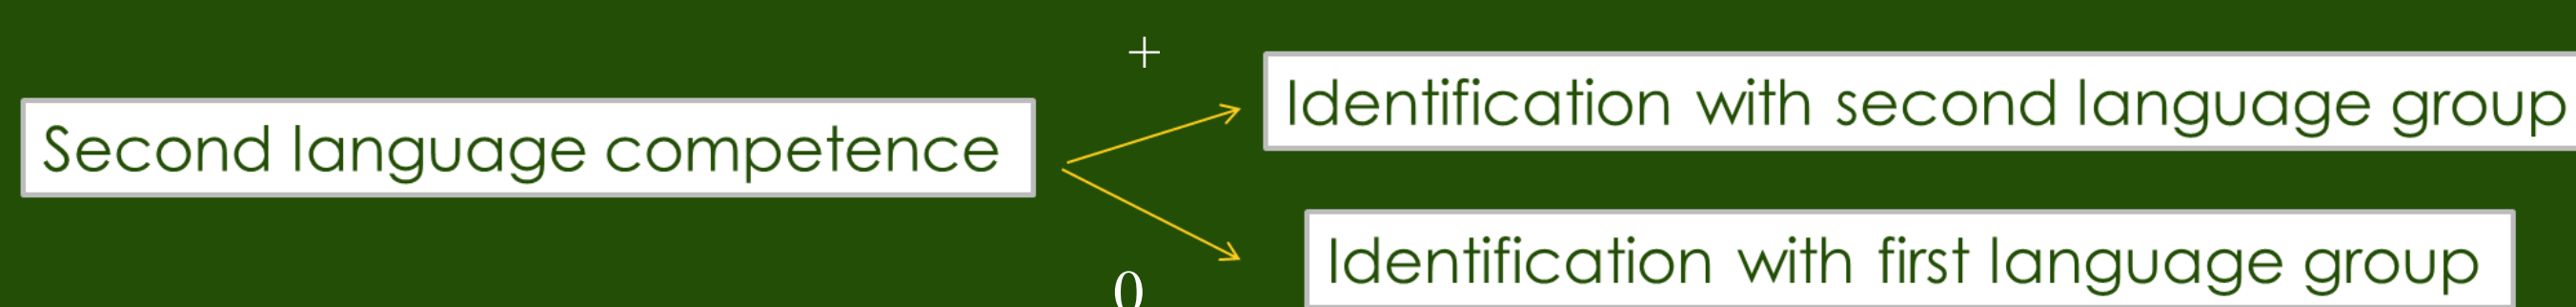 +
Identification with second language group
Second language competence
Identification with first language group
0